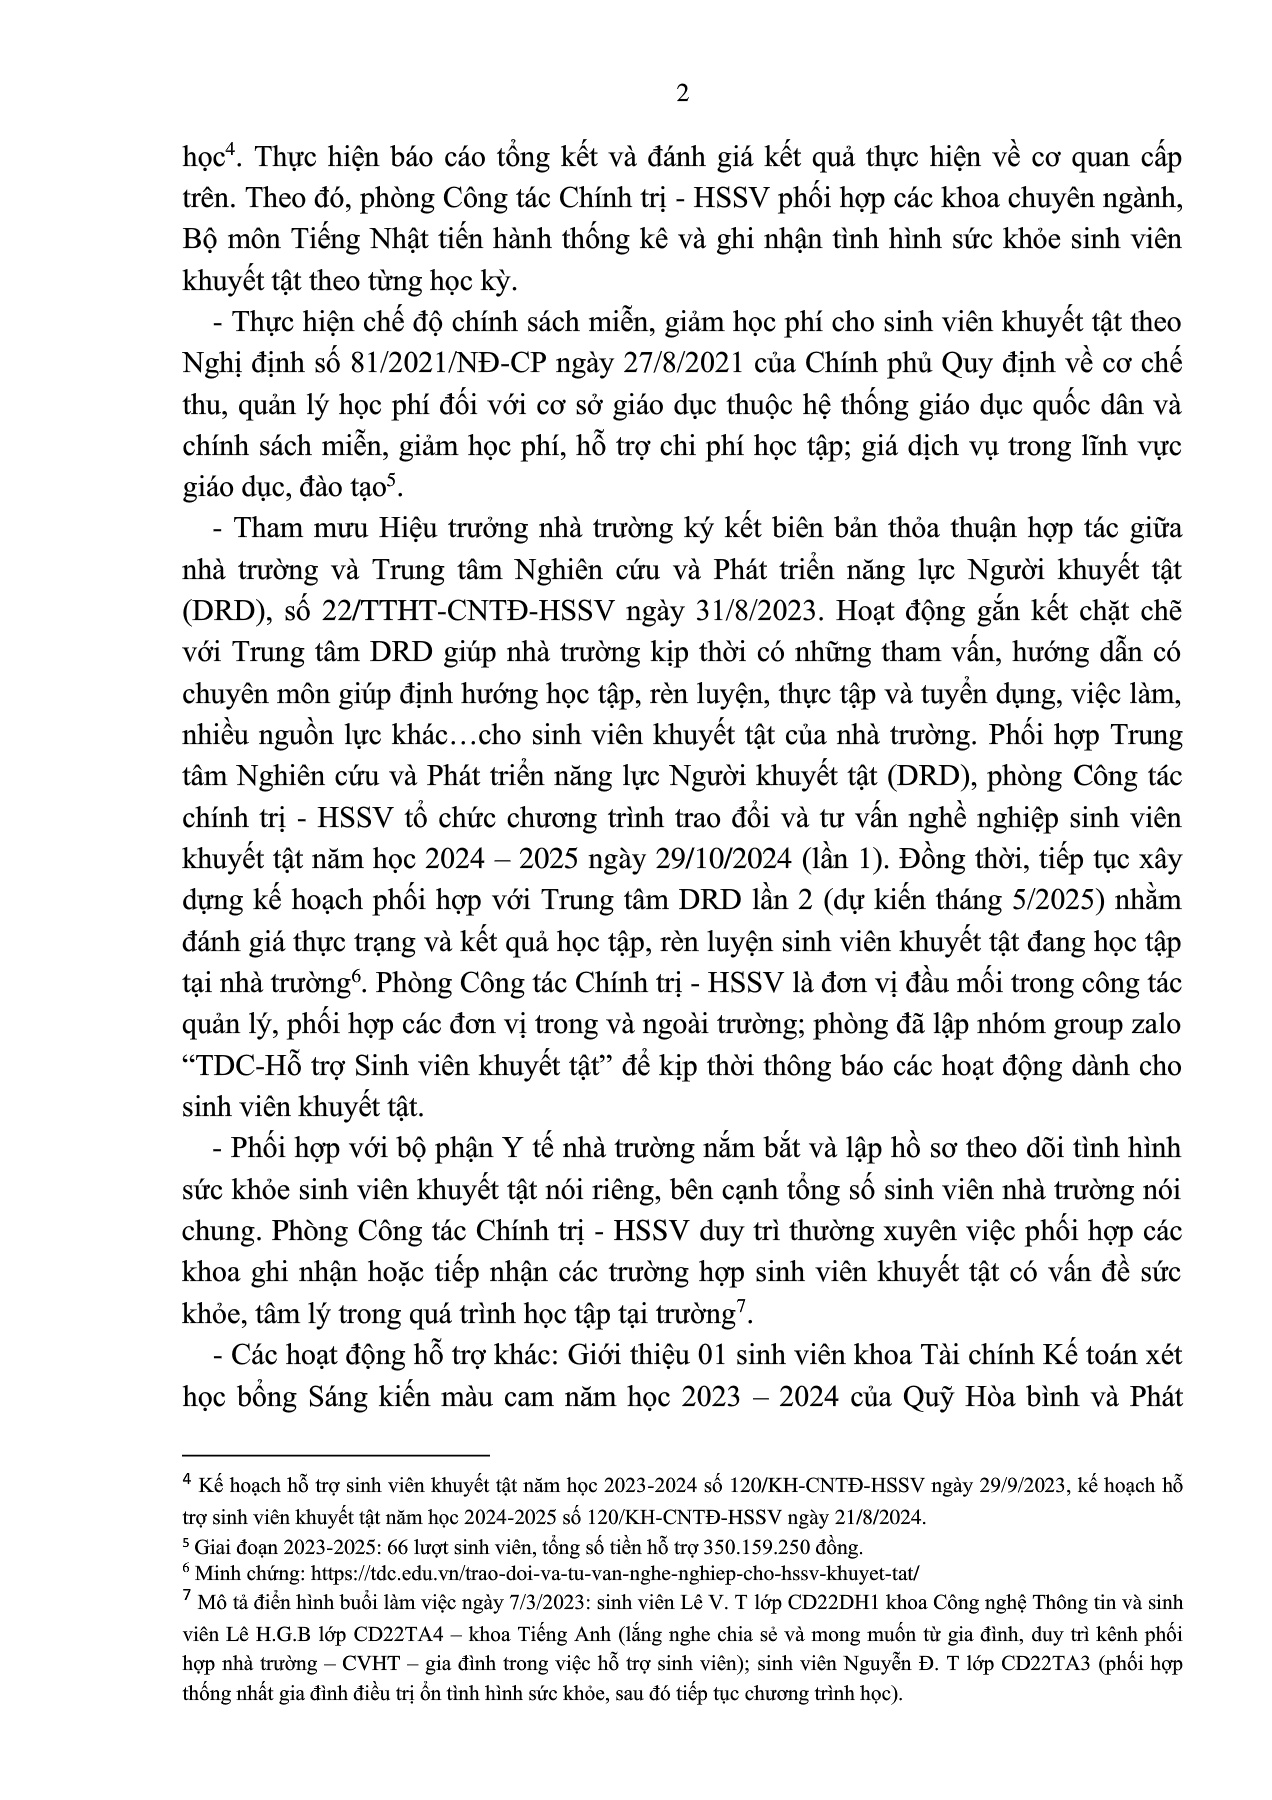 2
học⁴. Thực hiện báo cáo tổng kết và đánh giá kết quả thực hiện về cơ quan cấp
trên. Theo đó, phòng Công tác Chính trị - HSSV phối hợp các khoa chuyên ngành,
Bộ môn Tiếng Nhật tiến hành thống kê và ghi nhận tình hình sức khỏe sinh viên
khuyết tật theo từng học kỳ.
- Thực hiện chế độ chính sách miễn, giảm học phí cho sinh viên khuyết tật theo
Nghị định số 81/2021/NĐ-CP ngày 27/8/2021 của Chính phủ Quy định về cơ chế
thu, quản lý học phí đối với cơ sở giáo dục thuộc hệ thống giáo dục quốc dân và
chính sách miễn, giảm học phí, hỗ trợ chi phí học tập; giá dịch vụ trong lĩnh vực
giáo dục, đào tạo⁵.
- Tham mưu Hiệu trưởng nhà trường ký kết biên bản thỏa thuận hợp tác giữa
nhà trường và Trung tâm Nghiên cứu và Phát triển năng lực Người khuyết tật
(DRD), số 22/TTHT-CNTĐ-HSSV ngày 31/8/2023. Hoạt động gắn kết chặt chẽ
với Trung tâm DRD giúp nhà trường kịp thời có những tham vấn, hướng dẫn có
chuyên môn giúp định hướng học tập, rèn luyện, thực tập và tuyển dụng, việc làm,
nhiều nguồn lực khác…cho sinh viên khuyết tật của nhà trường. Phối hợp Trung
tâm Nghiên cứu và Phát triển năng lực Người khuyết tật (DRD), phòng Công tác
chính trị - HSSV tổ chức chương trình trao đổi và tư vấn nghề nghiệp sinh viên
khuyết tật năm học 2024 – 2025 ngày 29/10/2024 (lần 1). Đồng thời, tiếp tục xây
dựng kế hoạch phối hợp với Trung tâm DRD lần 2 (dự kiến tháng 5/2025) nhằm
đánh giá thực trạng và kết quả học tập, rèn luyện sinh viên khuyết tật đang học tập
tại nhà trường⁶. Phòng Công tác Chính trị - HSSV là đơn vị đầu mối trong công tác
quản lý, phối hợp các đơn vị trong và ngoài trường; phòng đã lập nhóm group zalo
“TDC-Hỗ trợ Sinh viên khuyết tật” để kịp thời thông báo các hoạt động dành cho
sinh viên khuyết tật.
- Phối hợp với bộ phận Y tế nhà trường nắm bắt và lập hồ sơ theo dõi tình hình
sức khỏe sinh viên khuyết tật nói riêng, bên cạnh tổng số sinh viên nhà trường nói
chung. Phòng Công tác Chính trị - HSSV duy trì thường xuyên việc phối hợp các
khoa ghi nhận hoặc tiếp nhận các trường hợp sinh viên khuyết tật có vấn đề sức
khỏe, tâm lý trong quá trình học tập tại trường⁷.
- Các hoạt động hỗ trợ khác: Giới thiệu 01 sinh viên khoa Tài chính Kế toán xét
học bổng Sáng kiến màu cam năm học 2023 – 2024 của Quỹ Hòa bình và Phát
⁴ Kế hoạch hỗ trợ sinh viên khuyết tật năm học 2023-2024 số 120/KH-CNTĐ-HSSV ngày 29/9/2023, kế hoạch hỗ
trợ sinh viên khuyết tật năm học 2024-2025 số 120/KH-CNTĐ-HSSV ngày 21/8/2024.
⁵ Giai đoạn 2023-2025: 66 lượt sinh viên, tổng số tiền hỗ trợ 350.159.250 đồng.
⁶ Minh chứng: https://tdc.edu.vn/trao-doi-va-tu-van-nghe-nghiep-cho-hssv-khuyet-tat/
⁷ Mô tả điển hình buổi làm việc ngày 7/3/2023: sinh viên Lê V. T lớp CD22DH1 khoa Công nghệ Thông tin và sinh
viên Lê H.G.B lớp CD22TA4 – khoa Tiếng Anh (lắng nghe chia sẻ và mong muốn từ gia đình, duy trì kênh phối
hợp nhà trường – CVHT – gia đình trong việc hỗ trợ sinh viên); sinh viên Nguyễn Đ. T lớp CD22TA3 (phối hợp
thống nhất gia đình điều trị ổn tình hình sức khỏe, sau đó tiếp tục chương trình học).